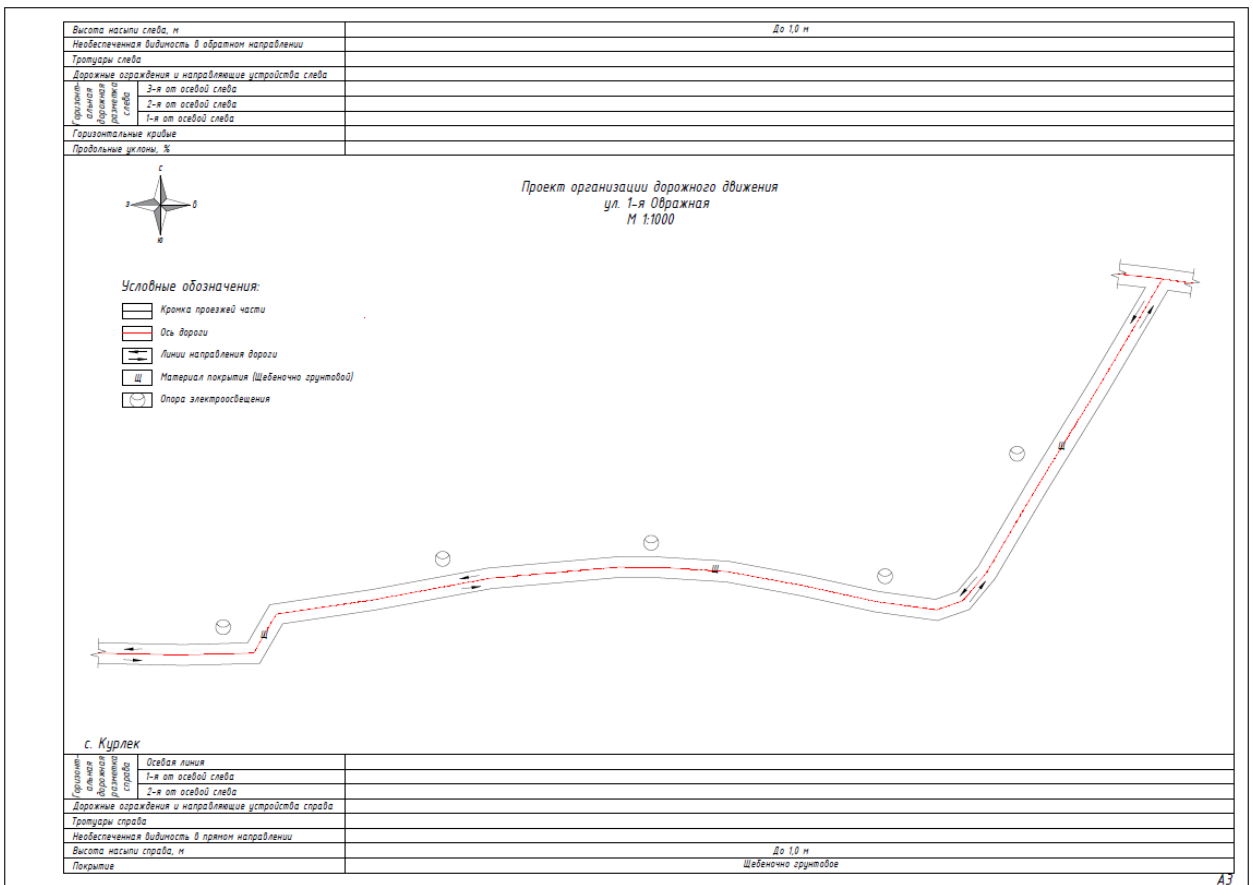 Высота насыпи слева, м
До 1,0 м
Необеспеченная видимость в обратном направлении
Тротуары слева
Дорожные ограждения и направляющие устройства слева
Горизонт-
альная
дорожная
разметка
слева
3-я от осевой слева
2-я от осевой слева
1-я от осевой слева
Горизонтальные кривые
Продольные уклоны, %
с
з
в
ю
Проект организации дорожного движения
ул. 1-я Овражная
М 1:1000
Условные обозначения:
Кромка проезжей части
Ось дороги
Линии направления дороги
Щ
Материал покрытия (Щебеночно грунтовой)
Опора электроосвещения
Щ
Щ
Щ
с. Курлек
Горизонт-
альная
дорожная
разметка
справа
Осевая линия
1-я от осевой слева
2-я от осевой слева
Дорожные ограждения и направляющие устройства справа
Тротуары справа
Необеспеченная видимость в прямом направлении
Высота насыпи справа, м
До 1,0 м
Покрытие
Щебеночно грунтовое
А3